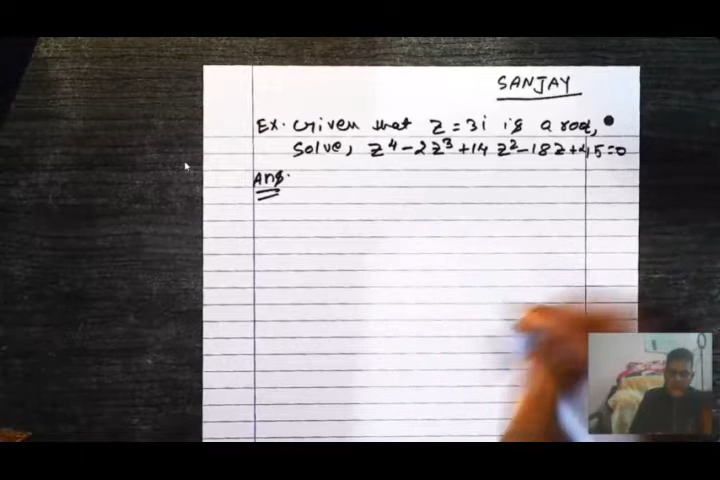 SANJAY
Ex. Given that z = 3i is a root,
Solve, z⁴ - 2z³ + 14z² - 18z + 45 = 0
Ans.